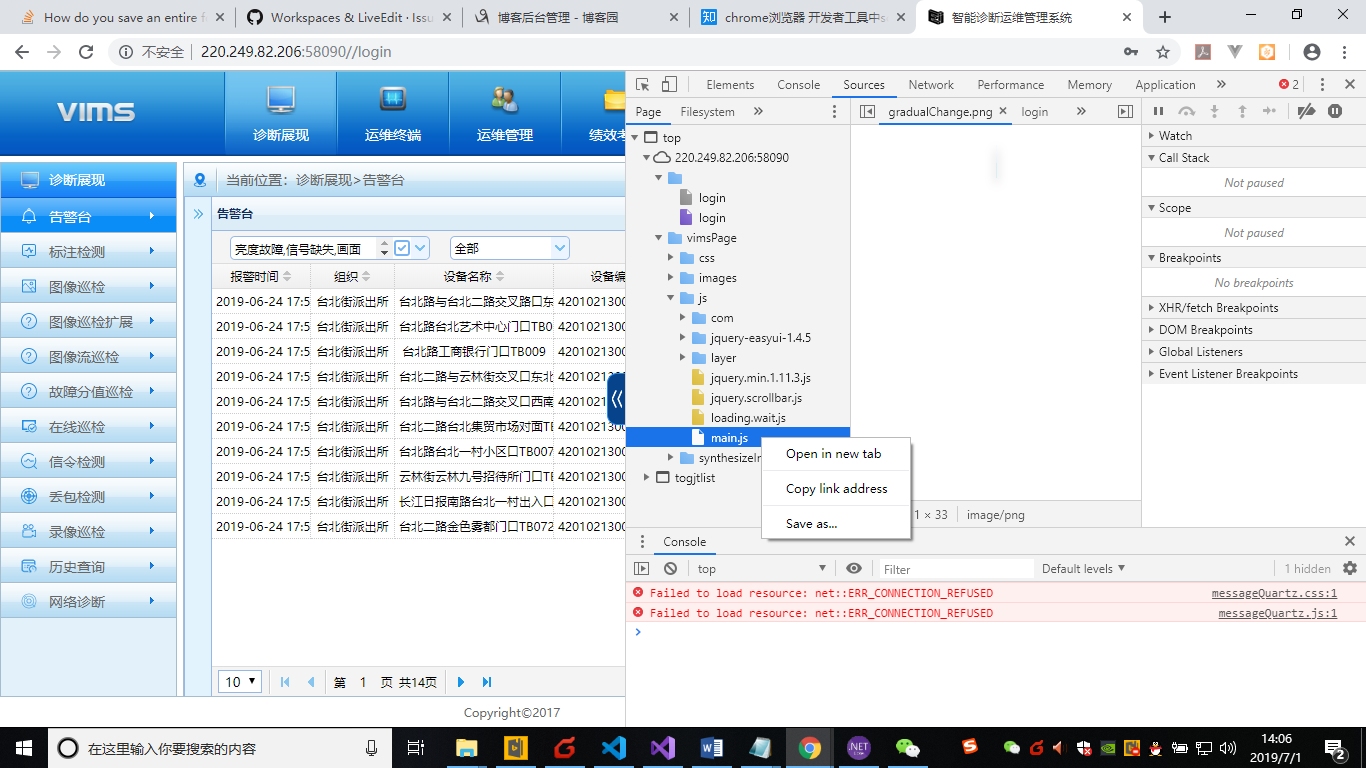 How do you save an entire f
Workspaces & LiveEdit · Issu
博客后台管理 - 博客园
chrome浏览器 开发者工具中s
智能诊断运维管理系统
不安全 | 220.249.82.206:58090//login
VIMS
诊断展现
运维终端
运维管理
绩效考
诊断展现
告警台
标注检测
图像巡检
图像巡检扩展
图像流巡检
故障分值巡检
在线巡检
信令检测
丢包检测
录像巡检
历史查询
网络诊断
当前位置：诊断展现>告警台
告警台
亮度故障,信号缺失,画面 全部
报警时间 组织 设备名称 设备编
2019-06-24 17:5 台北街派出所 台北路与台北二路交叉路口东 4201021300
2019-06-24 17:5 台北街派出所 台北路台北艺术中心门口TB0 4201021300
2019-06-24 17:5 台北街派出所 台北路工商银行门口TB009 4201021300
2019-06-24 17:5 台北街派出所 台北二路与云林街交叉口东北 4201021300
2019-06-24 17:5 台北街派出所 台北路与台北二路交叉口西南 4201021300
2019-06-24 17:5 台北街派出所 台北二路台北集贸市场对面TB 4201021300
2019-06-24 17:5 台北街派出所 台北路台北一村小区口TB007 4201021300
2019-06-24 17:5 台北街派出所 云林街云林九号招待所门口TE 4201021300
2019-06-24 17:5 台北街派出所 长江日报南路台北一村出入口 4201021300
2019-06-24 17:5 台北街派出所 台北二路金色雾都门口TB072 4201021300
10 第 1 页 共14页
Copyright©2017
Elements Console Sources Network Performance Memory Application » 2
Page Filesystem »
gradualChange.png login »
top
220.249.82.206:58090
login
login
vimsPage
css
images
js
com
jquery-easyui-1.4.5
layer
jquery.min.1.11.3.js
jquery.scrollbar.js
loading.wait.js
main.js
synthesizeIn
togjtlist
Open in new tab
Copy link address
Save as...
1 × 33 image/png
Watch
Call Stack
Not paused
Scope
Not paused
Breakpoints
No breakpoints
XHR/fetch Breakpoints
DOM Breakpoints
Global Listeners
Event Listener Breakpoints
Console
top Filter Default levels 1 hidden
Failed to load resource: net::ERR_CONNECTION_REFUSED messageQuartz.css:1
Failed to load resource: net::ERR_CONNECTION_REFUSED messageQuartz.js:1
在这里输入你要搜索的内容
14:06
2019/7/1
2